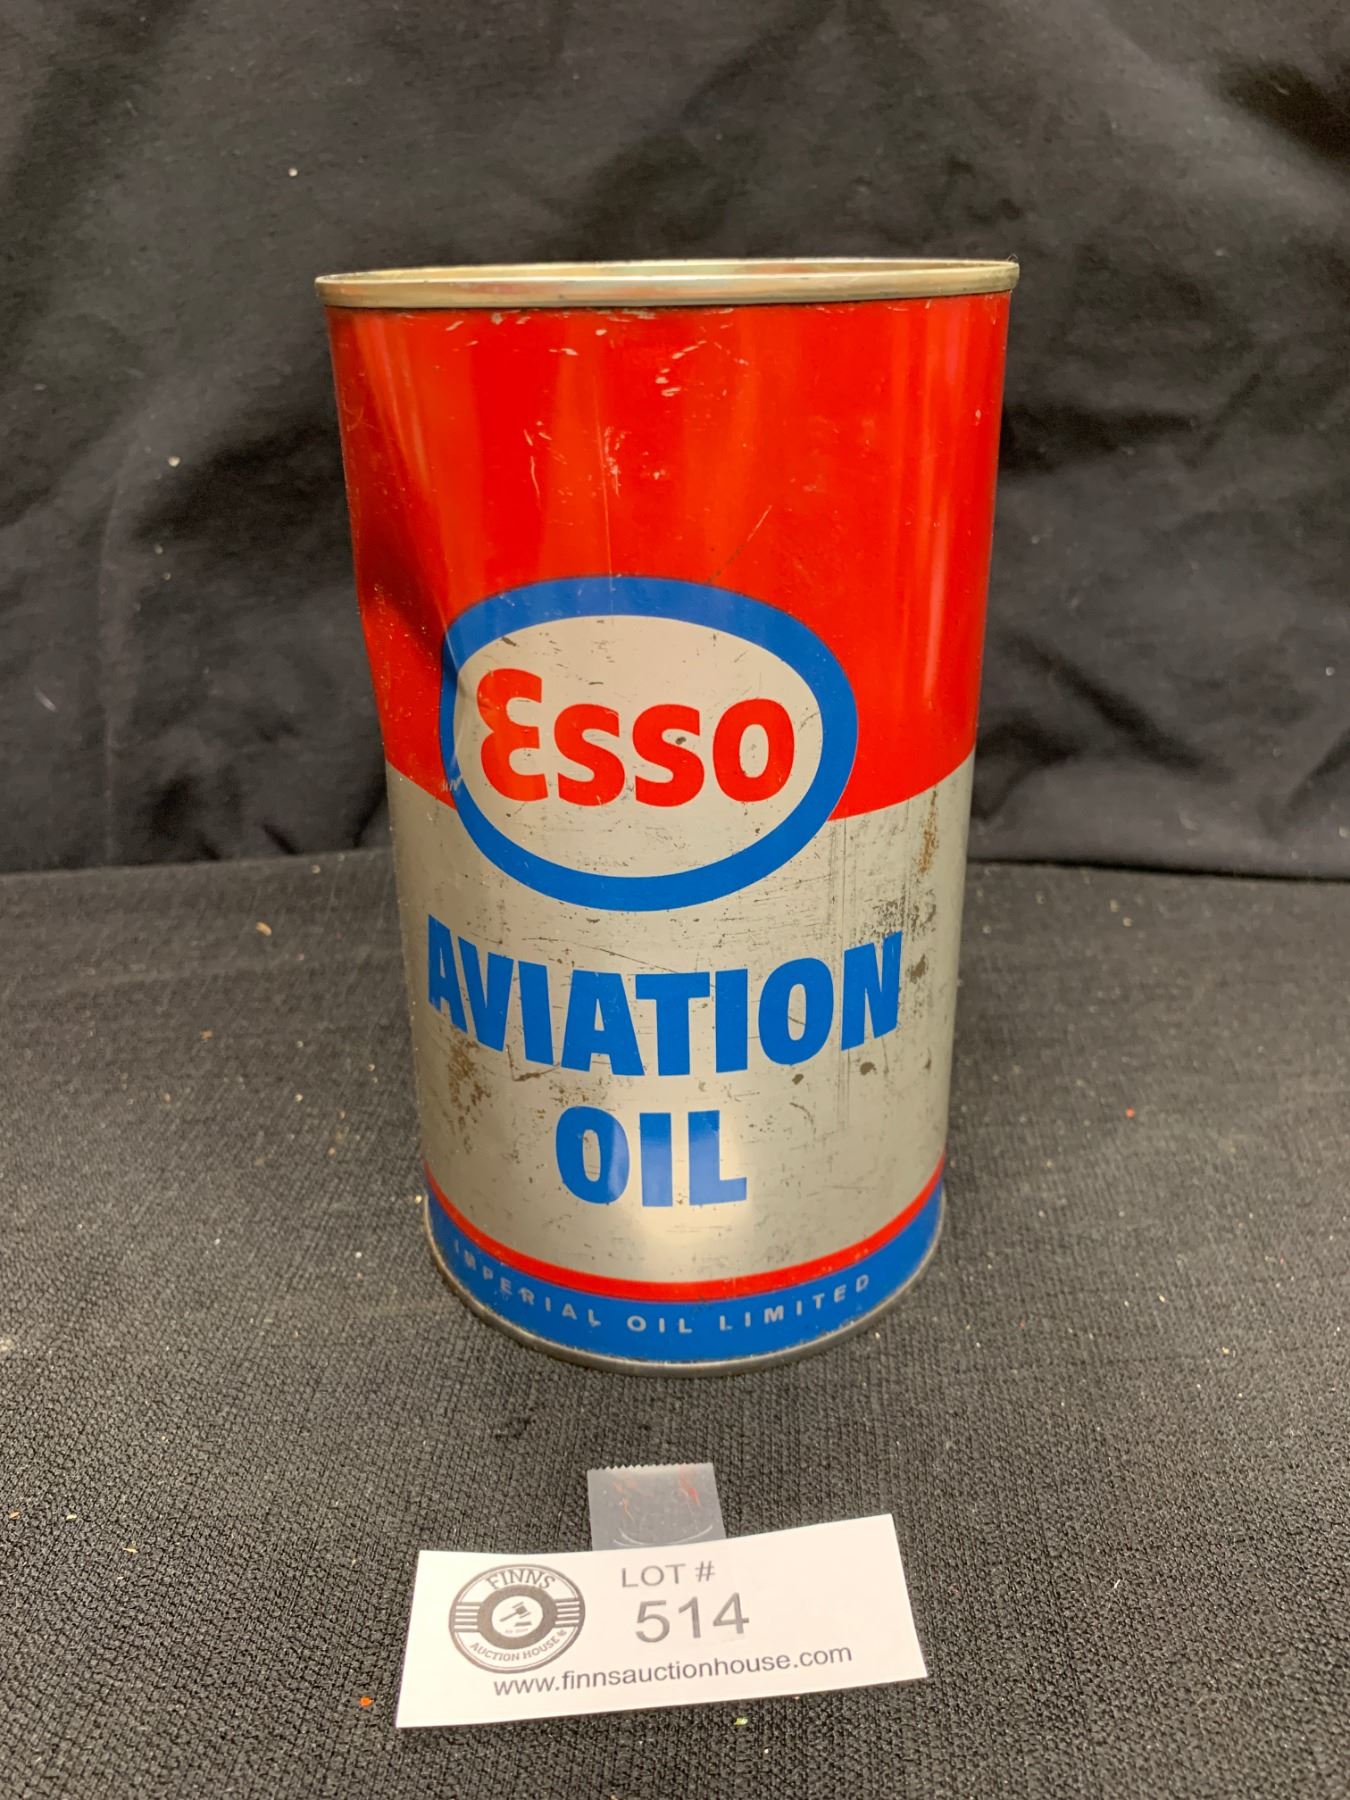 Esso
AVIATION
OIL
IMPERIAL OIL LIMITED
FINNS
AUCTION HOUSE
LOT #
514
www.finnsauctionhouse.com